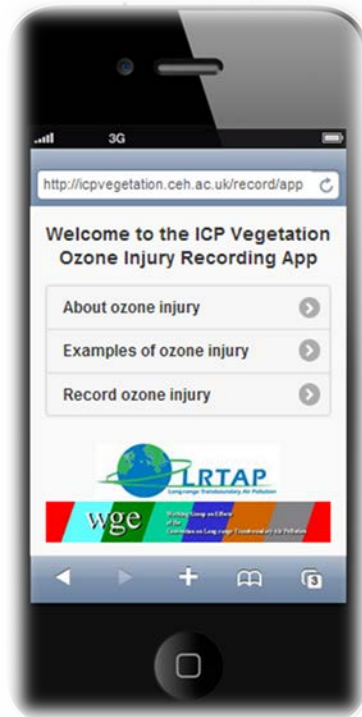 3G
http://icpvegetation.ceh.ac.uk/record/app
Welcome to the ICP Vegetation
Ozone Injury Recording App
About ozone injury
Examples of ozone injury
Record ozone injury
LRTAP
Long-range Transboundary Air Pollution
wge
Working Group on Effects
of the
Convention on Long-range Transboundary Air Pollution
3